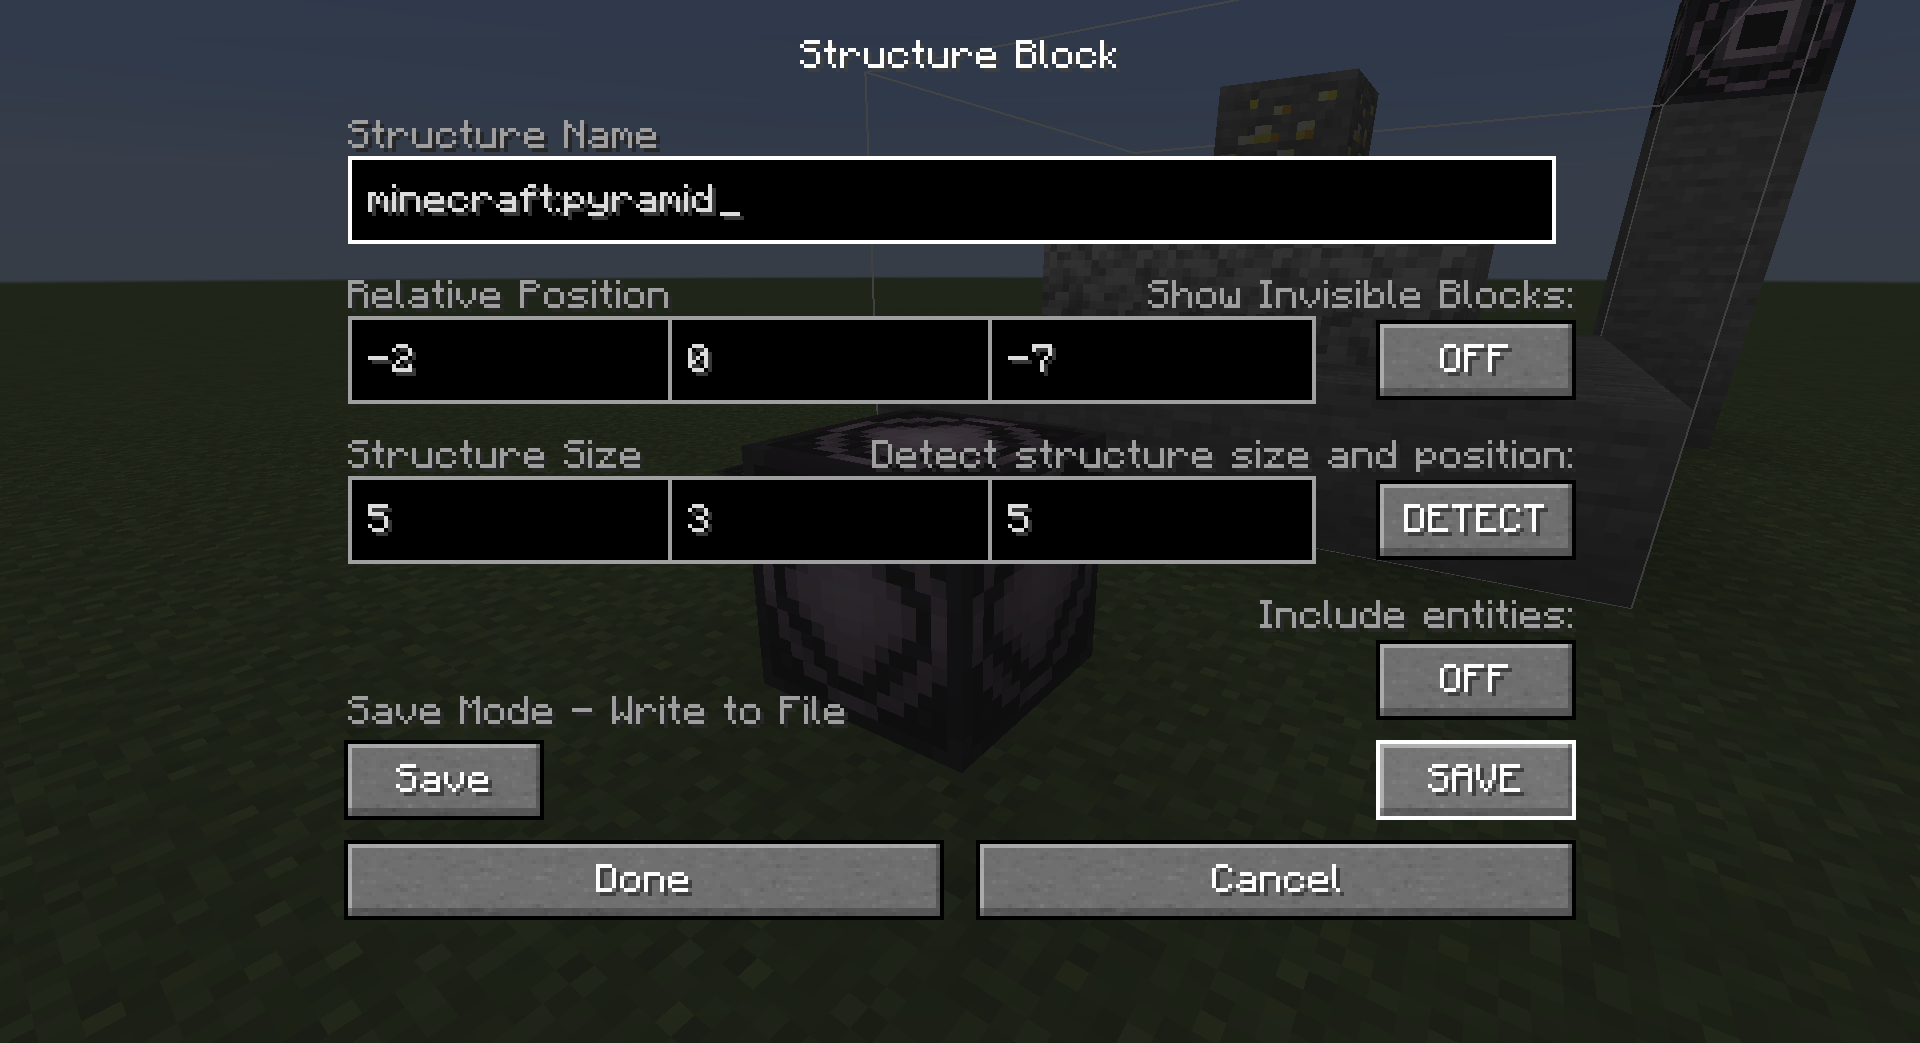 Structure Block
Structure Name
minecraft:pyramid_
Relative Position
Show Invisible Blocks:
-2
0
-7
OFF
Structure Size
Detect structure size and position:
5
3
5
DETECT
Include entities:
OFF
Save Mode - Write to File
Save
SAVE
Done
Cancel